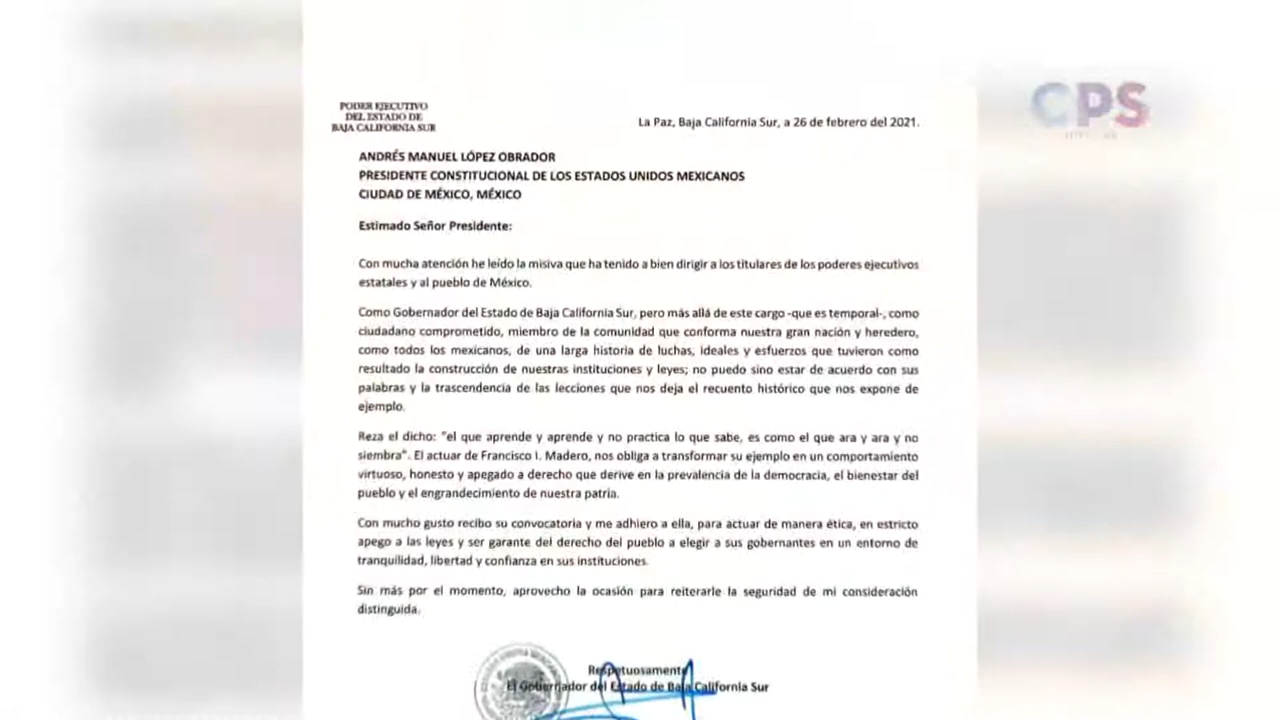 CPS
PODER EJECUTIVO
DEL ESTADO DE
BAJA CALIFORNIA SUR
La Paz, Baja California Sur, a 26 de febrero del 2021.
ANDRÉS MANUEL LÓPEZ OBRADOR
PRESIDENTE CONSTITUCIONAL DE LOS ESTADOS UNIDOS MEXICANOS
CIUDAD DE MÉXICO, MÉXICO
Estimado Señor Presidente:
Con mucha atención he leído la misiva que ha tenido a bien dirigir a los titulares de los poderes ejecutivos
estatales y al pueblo de México.
Como Gobernador del Estado de Baja California Sur, pero más allá de este cargo -que es temporal-, como
ciudadano comprometido, miembro de la comunidad que conforma nuestra gran nación y heredero,
como todos los mexicanos, de una larga historia de luchas, ideales y esfuerzos que tuvieron como
resultado la construcción de nuestras instituciones y leyes; no puedo sino estar de acuerdo con sus
palabras y la trascendencia de las lecciones que nos deja el recuento histórico que nos expone de
ejemplo.
Reza el dicho: "el que aprende y aprende y no practica lo que sabe, es como el que ara y ara y no
siembra". El actuar de Francisco I. Madero, nos obliga a transformar su ejemplo en un comportamiento
virtuoso, honesto y apegado a derecho que derive en la prevalencia de la democracia, el bienestar del
pueblo y el engrandecimiento de nuestra patria.
Con mucho gusto recibo su convocatoria y me adhiero a ella, para actuar de manera ética, en estricto
apego a las leyes y ser garante del derecho del pueblo a elegir a sus gobernantes en un entorno de
tranquilidad, libertad y confianza en sus instituciones.
Sin más por el momento, aprovecho la ocasión para reiterarle la seguridad de mi consideración
distinguida.
Respetuosamente
El Gobernador del Estado de Baja California Sur